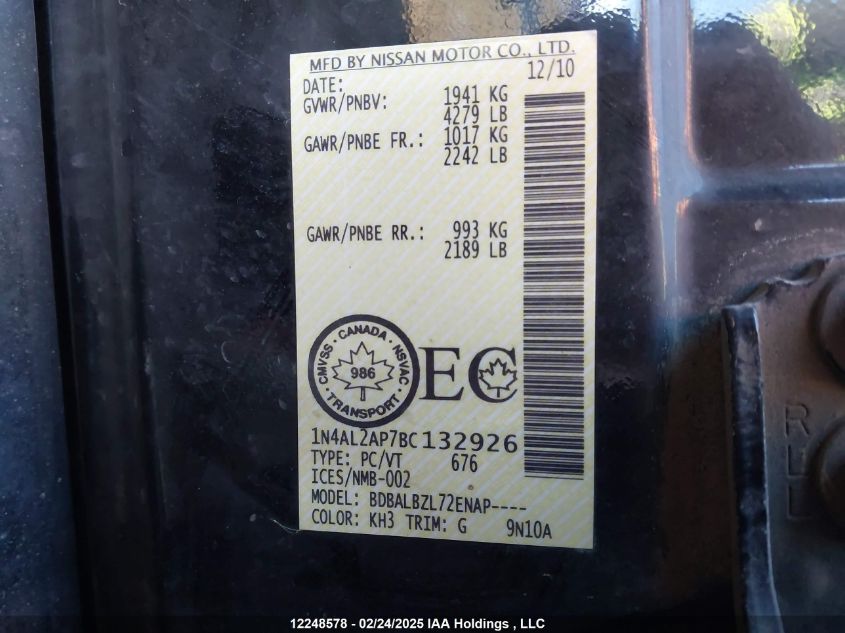 MFD BY NISSAN MOTOR CO., LTD.
DATE: 12/10
GVWR/PNBV: 1941 KG
4279 LB
GAWR/PNBE FR.: 1017 KG
2242 LB
GAWR/PNBE RR.: 993 KG
2189 LB
CMVSS · CANADA · NSVAC · TRANSPORT ·
986
EC
1N4AL2AP7BC132926
TYPE: PC/VT 676
ICES/NMB-002
MODEL: BDBALBZL72ENAP----
COLOR: KH3 TRIM: G 9N10A
12248578 - 02/24/2025 IAA Holdings , LLC